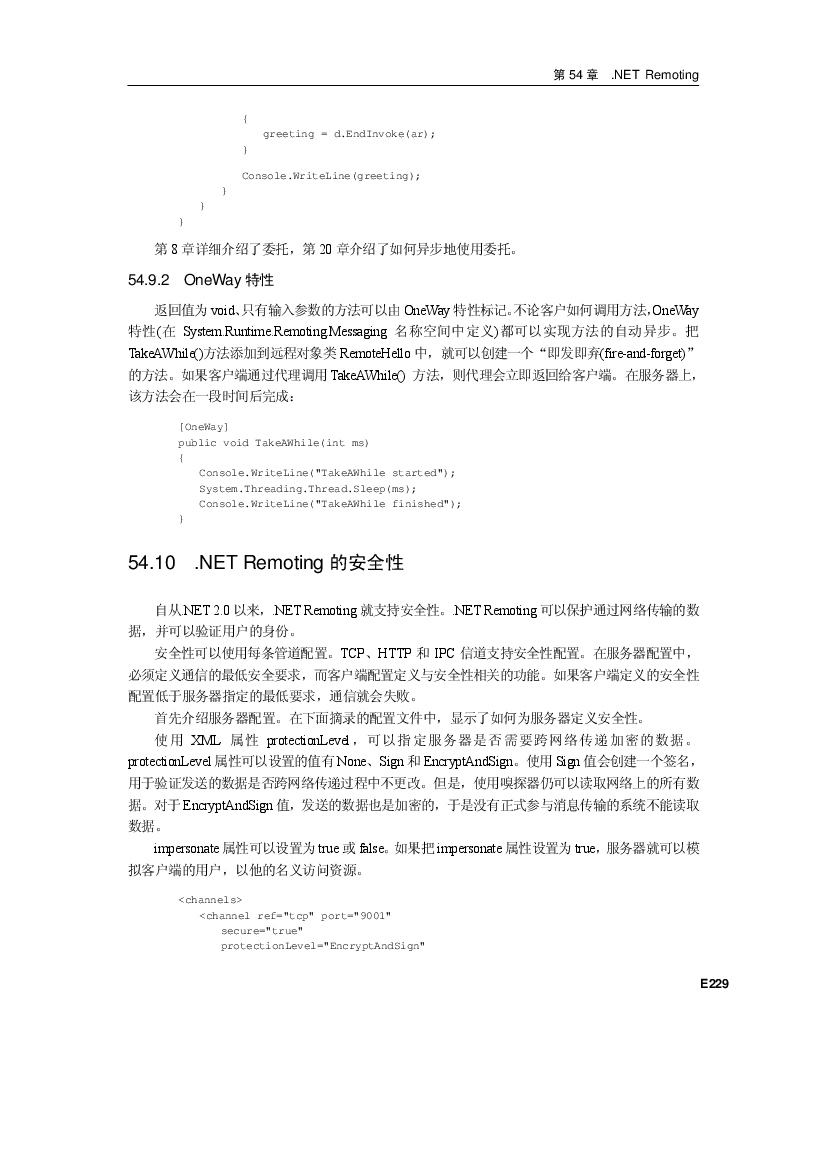 第 54 章 .NET Remoting
{
greeting = d.EndInvoke(ar);
}
Console.WriteLine(greeting);
}
}
}
第 8 章详细介绍了委托，第 20 章介绍了如何异步地使用委托。
54.9.2 OneWay 特性
返回值为 void、只有输入参数的方法可以由 OneWay 特性标记。不论客户如何调用方法，OneWay
特性(在 System.Runtime.Remoting.Messaging 名称空间中定义)都可以实现方法的自动异步。把
TakeAWhile()方法添加到远程对象类 RemoteHello 中，就可以创建一个“即发即弃(fire-and-forget)”
的方法。如果客户端通过代理调用 TakeAWhile() 方法，则代理会立即返回给客户端。在服务器上，
该方法会在一段时间后完成：
[OneWay]
public void TakeAWhile(int ms)
{
Console.WriteLine("TakeAWhile started");
System.Threading.Thread.Sleep(ms);
Console.WriteLine("TakeAWhile finished");
}
54.10 .NET Remoting 的安全性
自从.NET 2.0 以来，.NET Remoting 就支持安全性。.NET Remoting 可以保护通过网络传输的数
据，并可以验证用户的身份。
安全性可以使用每条管道配置。TCP、HTTP 和 IPC 信道支持安全性配置。在服务器配置中，
必须定义通信的最低安全要求，而客户端配置定义与安全性相关的功能。如果客户端定义的安全性
配置低于服务器指定的最低要求，通信就会失败。
首先介绍服务器配置。在下面摘录的配置文件中，显示了如何为服务器定义安全性。
使用 XML 属性 protectionLevel，可以指定服务器是否需要跨网络传递加密的数据。
protectionLevel 属性可以设置的值有 None、Sign 和 EncryptAndSign。使用 Sign 值会创建一个签名，
用于验证发送的数据是否跨网络传递过程中不更改。但是，使用嗅探器仍可以读取网络上的所有数
据。对于 EncryptAndSign 值，发送的数据也是加密的，于是没有正式参与消息传输的系统不能读取
数据。
impersonate 属性可以设置为 true 或 false。如果把 impersonate 属性设置为 true，服务器就可以模
拟客户端的用户，以他的名义访问资源。
<channels>
<channel ref="tcp" port="9001"
secure="true"
protectionLevel="EncryptAndSign"
E229